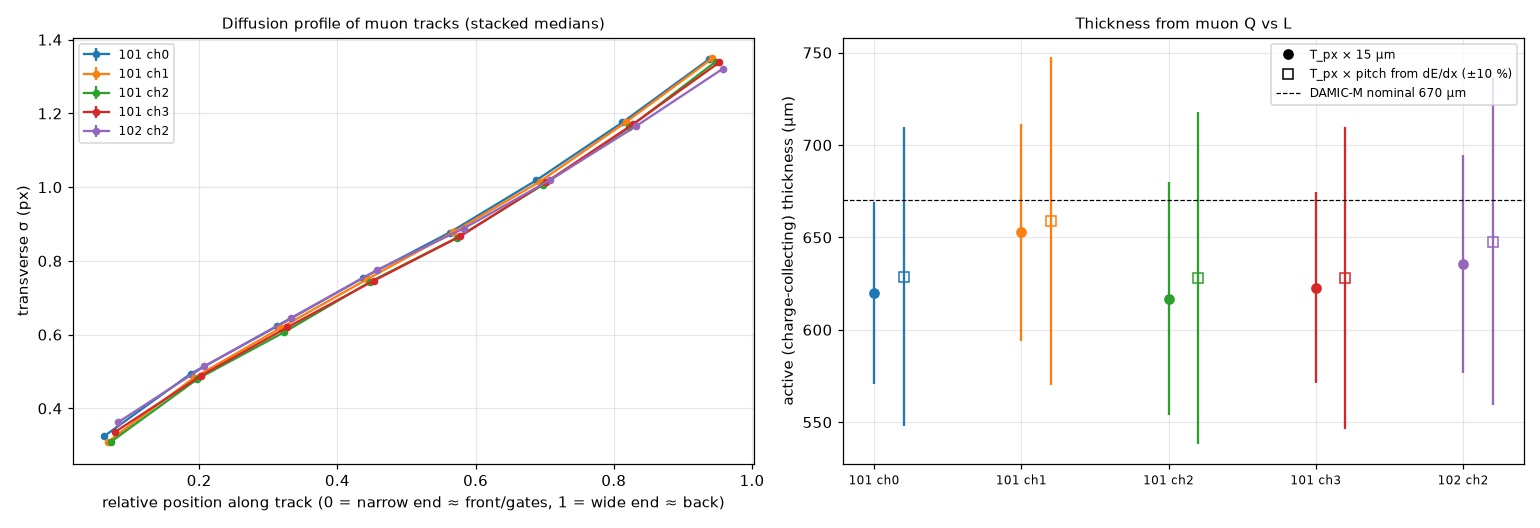 Diffusion profile of muon tracks (stacked medians)
1.4
1.2
1.0
0.8
0.6
0.4
transverse σ (px)
101 ch0
101 ch1
101 ch2
101 ch3
102 ch2
0.2
0.4
0.6
0.8
1.0
relative position along track (0 = narrow end ≈ front/gates, 1 = wide end ≈ back)
Thickness from muon Q vs L
750
700
650
600
550
active (charge-collecting) thickness (μm)
T_px × 15 μm
T_px × pitch from dE/dx (±10 %)
DAMIC-M nominal 670 μm
101 ch0
101 ch1
101 ch2
101 ch3
102 ch2